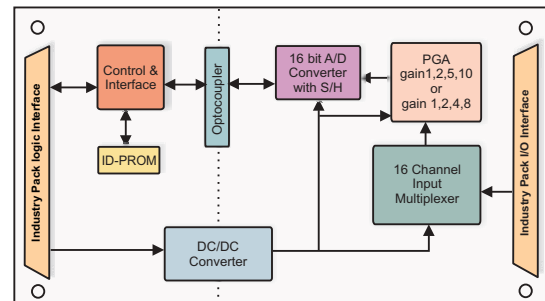 Industry Pack logic Interface
Control &
Interface
ID-PROM
Optocoupler
16 bit A/D
Converter
with S/H
PGA
gain1,2,5,10
or
gain 1,2,4,8
16 Channel
Input
Multiplexer
DC/DC
Converter
Industry Pack I/O Interface